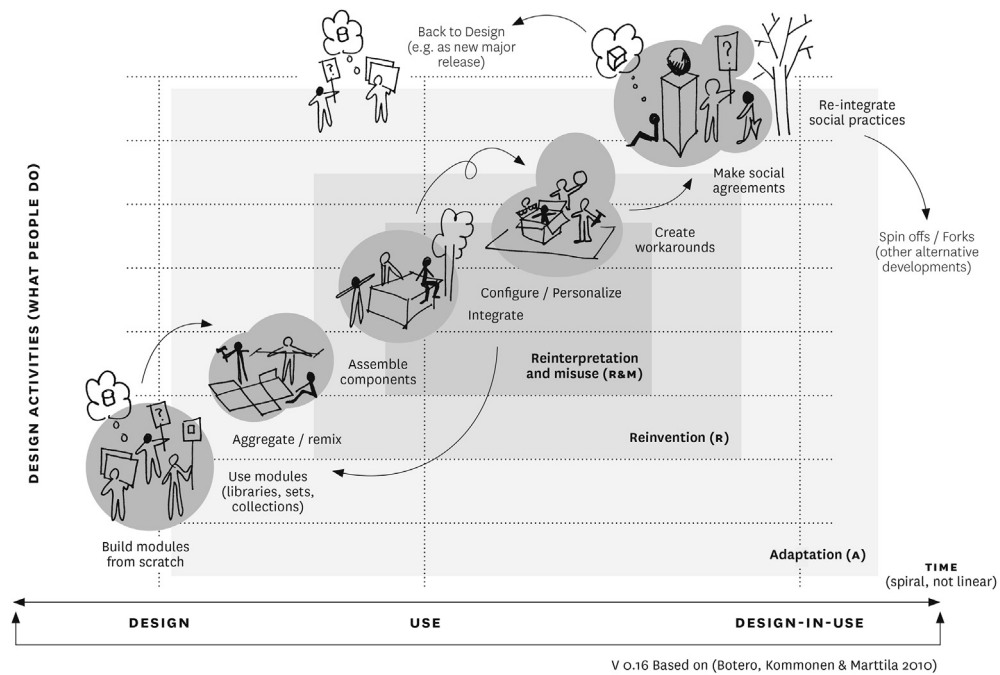 Back to Design
(e.g. as new major
release)
?
?
Re-integrate
social practices
Make social
agreements
Spin offs / Forks
(other alternative
developments)
Create
workarounds
Configure / Personalize
Integrate
Reinterpretation
and misuse (R&M)
Assemble
components
Reinvention (R)
Aggregate / remix
?
Use modules
(libraries, sets,
collections)
Build modules
from scratch
Adaptation (A)
DESIGN ACTIVITIES (WHAT PEOPLE DO)
TIME
(spiral, not linear)
DESIGN
USE
DESIGN-IN-USE
V 0.16 Based on (Botero, Kommonen & Marttila 2010)